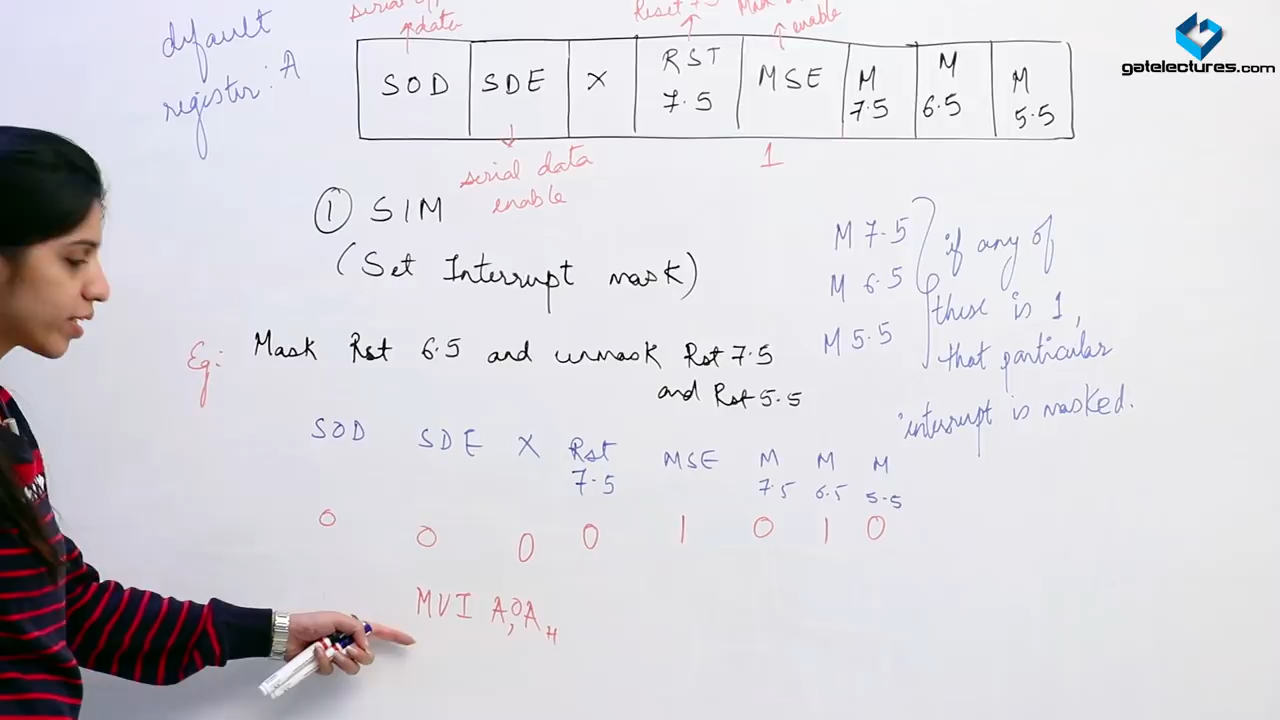 default
register: A
data
Reset 7.5
enable
SOD SDE X RST 7.5 MSE M 7.5 M 6.5 M 5.5
serial data
enable
1
① SIM
(Set Interrupt mask)
M 7.5
M 6.5
M 5.5
if any of
these is 1,
that particular
interrupt is masked.
Eg: Mask Rst 6.5 and unmask Rst 7.5
and Rst 5.5
SOD SDE X Rst 7.5 MSE M 7.5 M 6.5 M 5.5
0 0 0 0 1 0 1 0
MVI A, 0A H
gatelectures.com